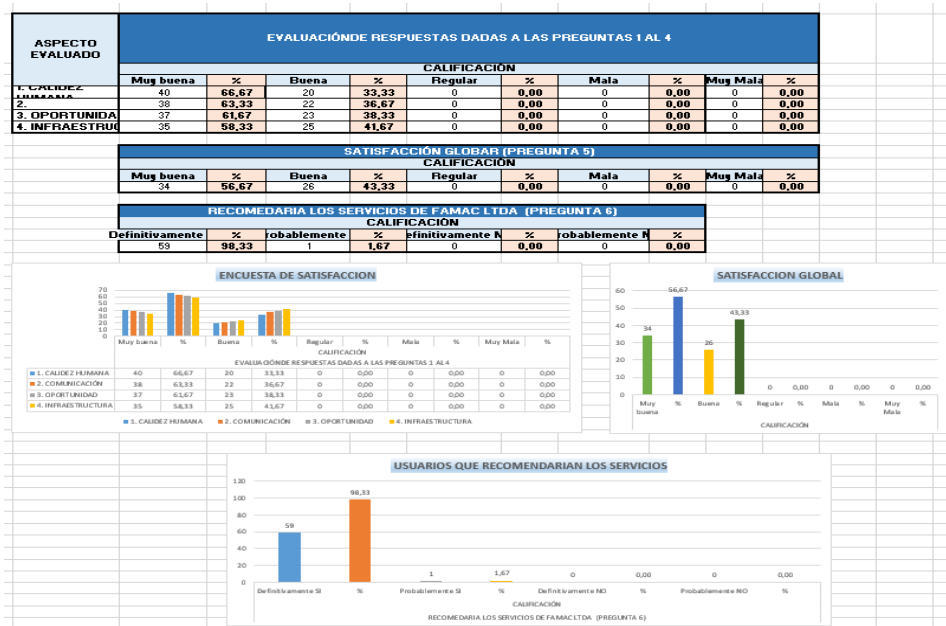 ASPECTO EVALUADO
EVALUACIÓNDE RESPUESTAS DADAS A LAS PREGUNTAS 1 AL 4
CALIFICACIÓN
Muy buena % Buena % Regular % Mala % Muy Mala %
1. CALIDEZ HUMANA 40 66,67 20 33,33 0 0,00 0 0,00 0 0,00
2. 38 63,33 22 36,67 0 0,00 0 0,00 0 0,00
3. OPORTUNIDA 37 61,67 23 38,33 0 0,00 0 0,00 0 0,00
4. INFRAESTRUC 35 58,33 25 41,67 0 0,00 0 0,00 0 0,00
SATISFACCIÓN GLOBAR (PREGUNTA 5)
CALIFICACIÓN
Muy buena % Buena % Regular % Mala % Muy Mala %
34 56,67 26 43,33 0 0,00 0 0,00 0 0,00
RECOMEDARIA LOS SERVICIOS DE FAMAC LTDA (PREGUNTA 6)
CALIFICACIÓN
Definitivamente % robablemente % efinitivamente N % robablemente N %
59 98,33 1 1,67 0 0,00 0 0,00
ENCUESTA DE SATISFACCION
70
60
50
40
30
20
10
0
Muy buena % Buena % Regular % Mala % Muy Mala %
CALIFICACIÓN
EVALUACIÓNDE RESPUESTAS DADAS A LAS PREGUNTAS 1 AL 4
1. CALIDEZ HUMANA 40 66,67 20 33,33 0 0,00 0 0,00 0 0,00
2. COMUNICACIÓN 38 63,33 22 36,67 0 0,00 0 0,00 0 0,00
3. OPORTUNIDAD 37 61,67 23 38,33 0 0,00 0 0,00 0 0,00
4. INFRAESTRUCTURA 35 58,33 25 41,67 0 0,00 0 0,00 0 0,00
1. CALIDEZ HUMANA 2. COMUNICACIÓN 3. OPORTUNIDAD 4. INFRAESTRUCTURA
SATISFACCION GLOBAL
60
50
40
30
20
10
0
34 56,67 26 43,33 0 0,00 0 0,00 0 0,00
Muy buena % Buena % Regular % Mala % Muy Mala %
CALIFICACIÓN
USUARIOS QUE RECOMENDARIAN LOS SERVICIOS
120
100
80
60
40
20
0
59 98,33 1 1,67 0 0,00 0 0,00
Definitivamente SI % Probablemente SI % Definitivamente NO % Probablemente NO %
CALIFICACIÓN
RECOMEDARIA LOS SERVICIOS DE FAMAC LTDA (PREGUNTA 6)